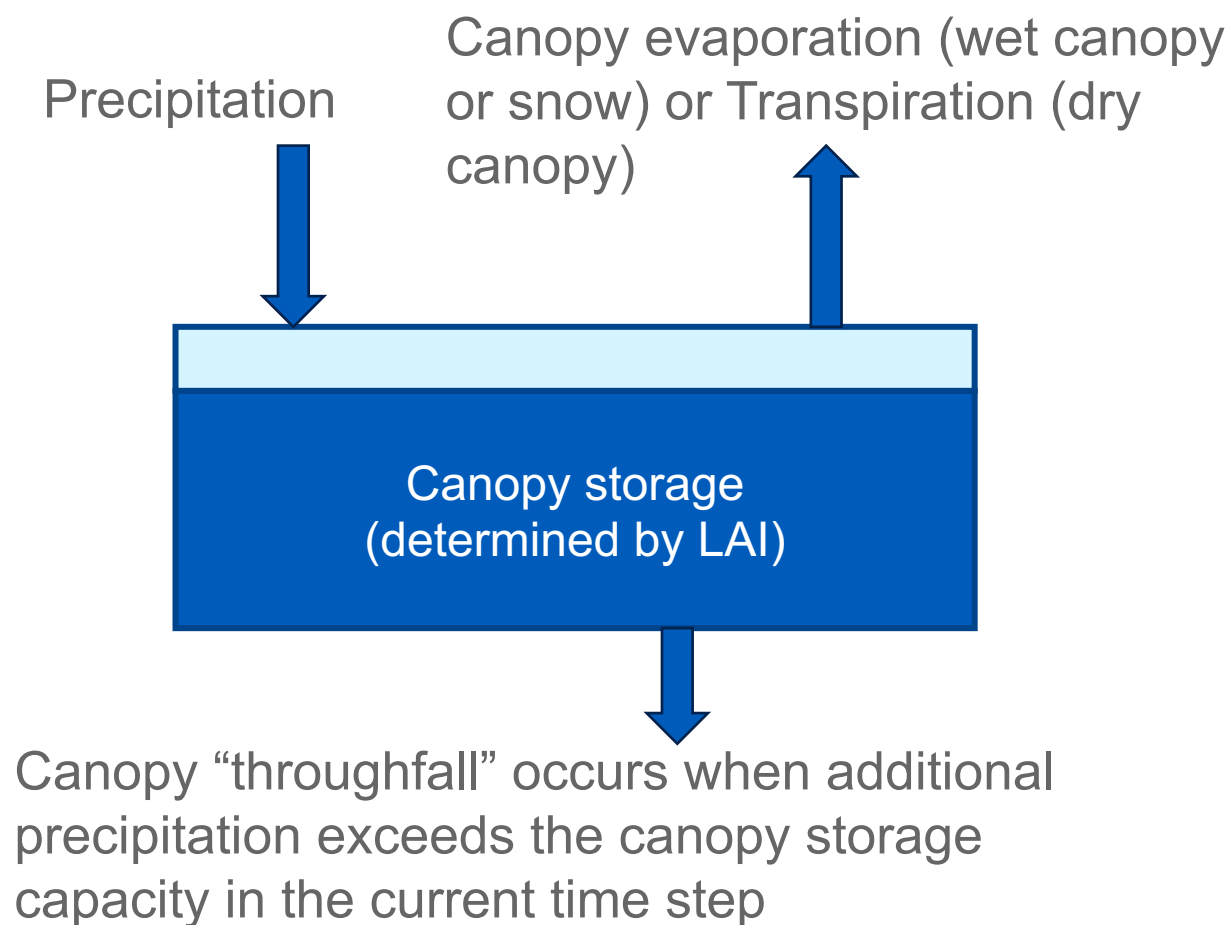 Precipitation
Canopy evaporation (wet canopy
or snow) or Transpiration (dry
canopy)
Canopy storage
(determined by LAI)
Canopy “throughfall” occurs when additional
precipitation exceeds the canopy storage
capacity in the current time step